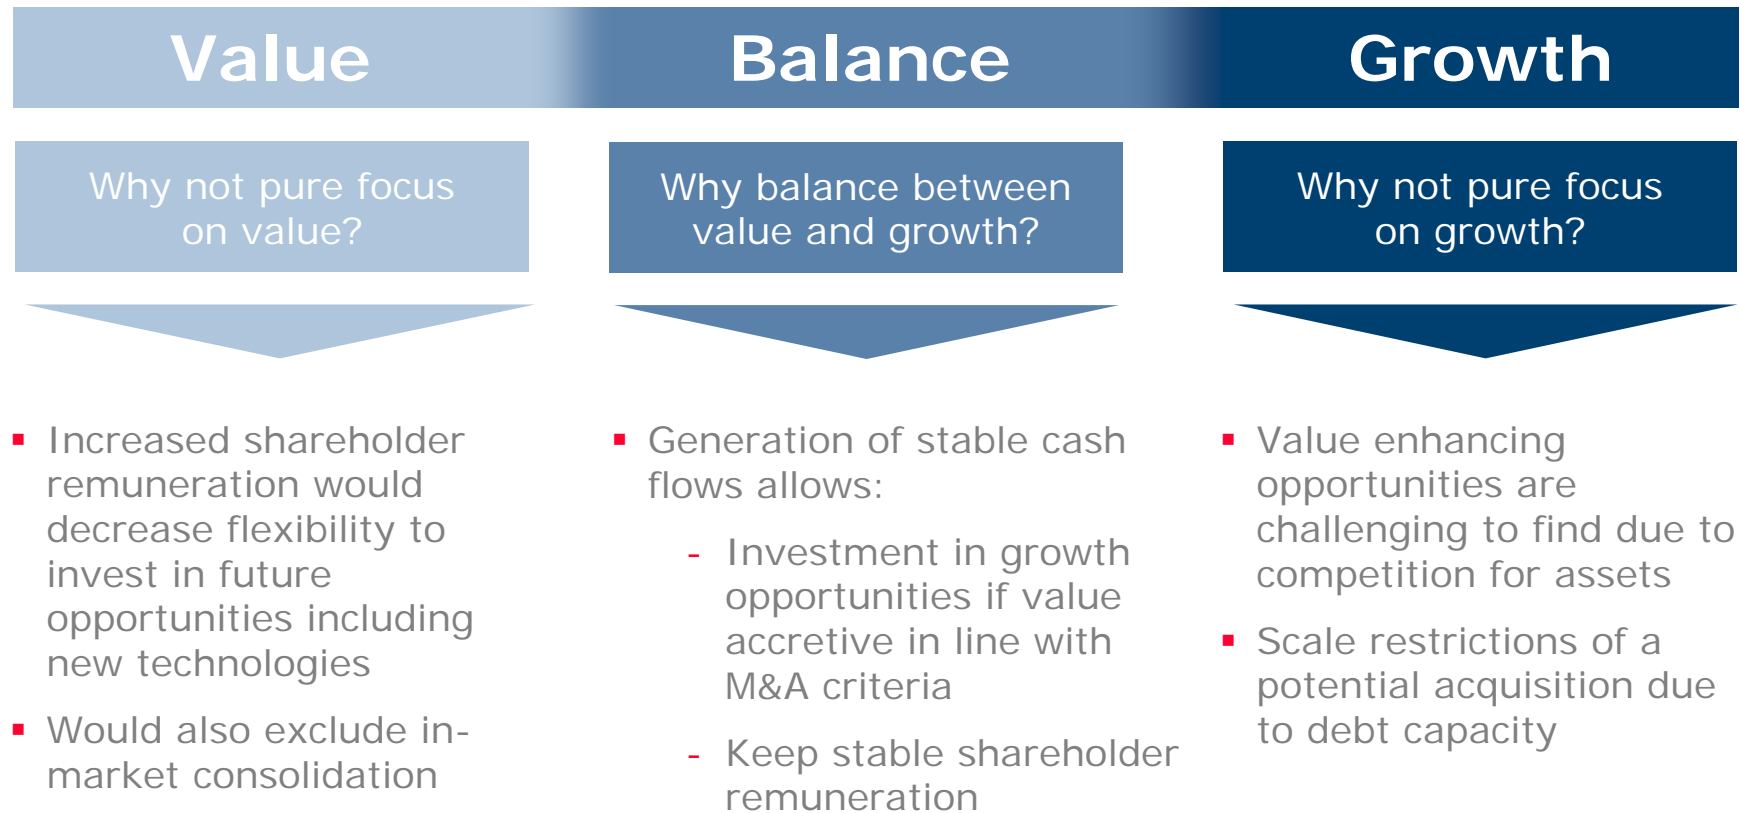 Value
Balance
Growth
Why not pure focus
on value?
Why balance between
value and growth?
Why not pure focus
on growth?
▪ Increased shareholder
remuneration would
decrease flexibility to
invest in future
opportunities including
new technologies
▪ Would also exclude in-
market consolidation
▪ Generation of stable cash
flows allows:
- Investment in growth
opportunities if value
accretive in line with
M&A criteria
- Keep stable shareholder
remuneration
▪ Value enhancing
opportunities are
challenging to find due to
competition for assets
▪ Scale restrictions of a
potential acquisition due
to debt capacity